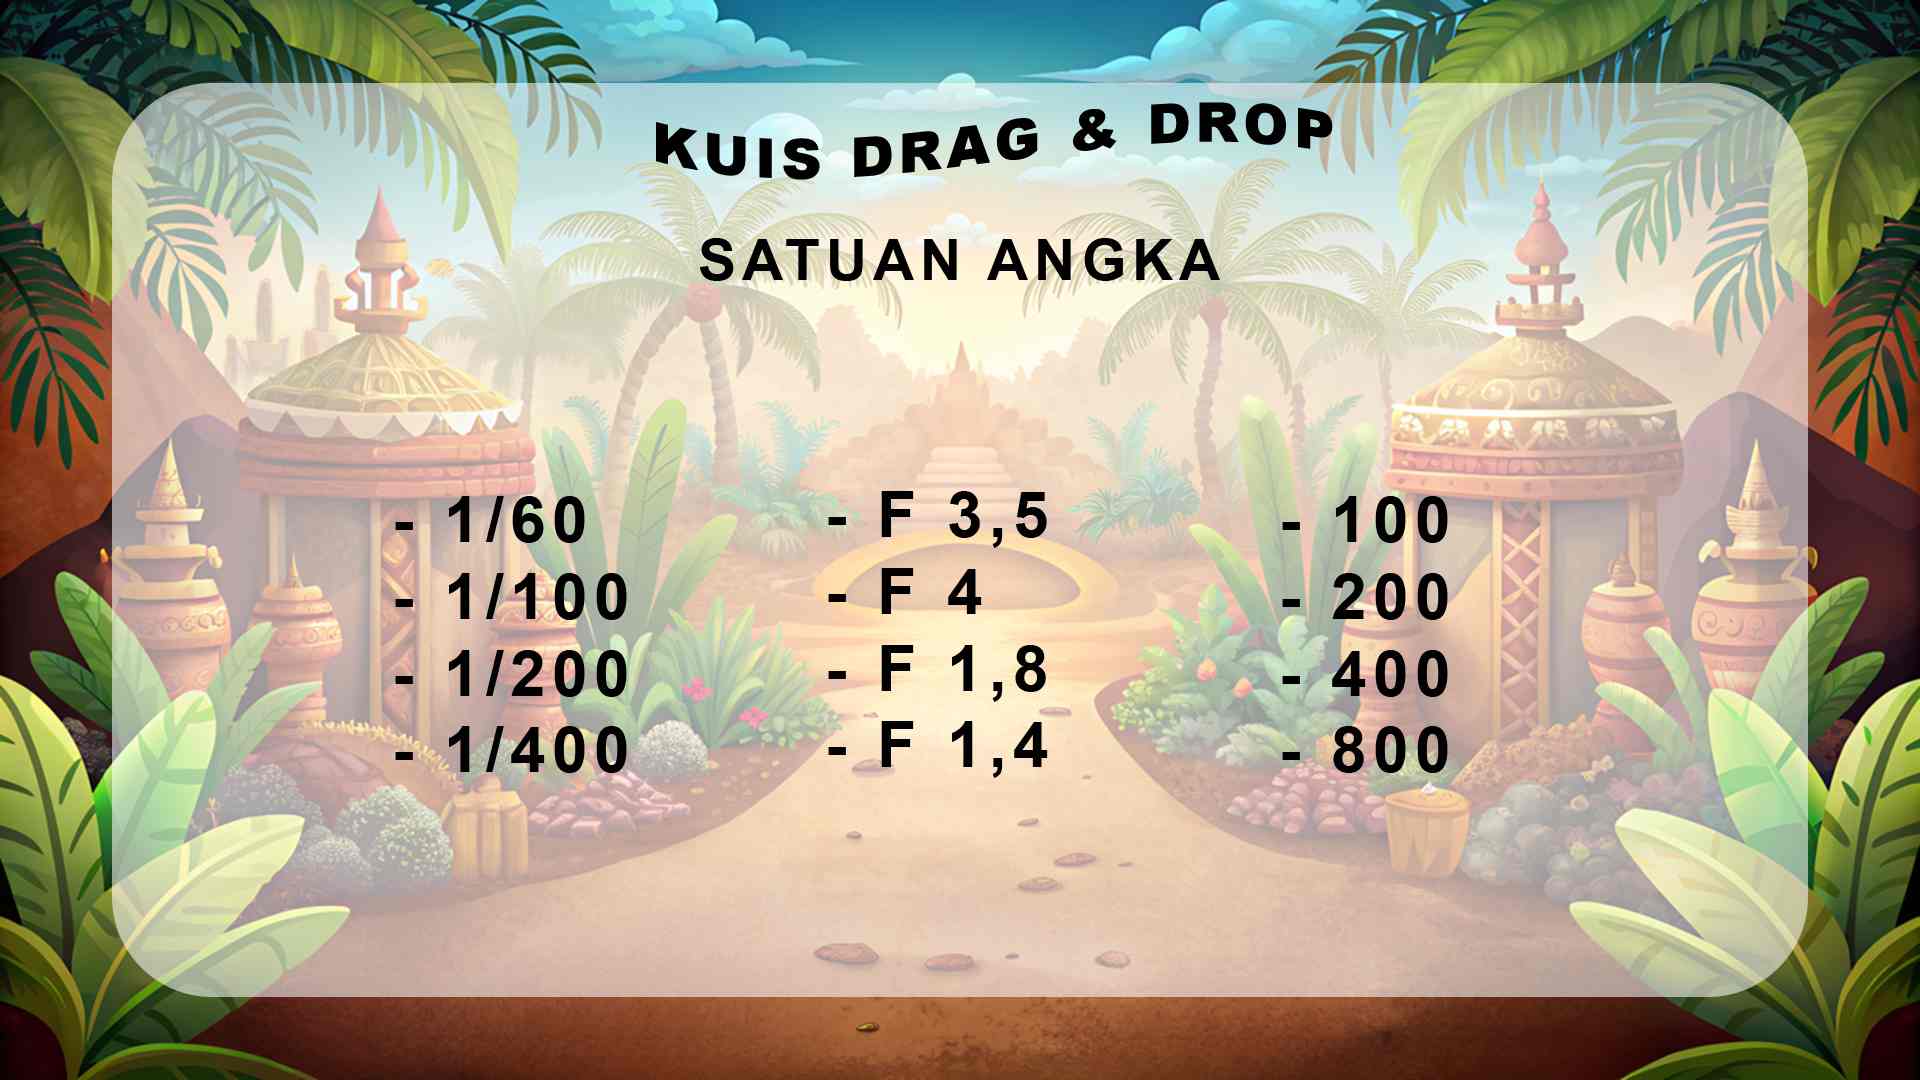 KUIS DRAG & DROP
SATUAN ANGKA
- 1/60
- 1/100
- 1/200
- 1/400
- F 3,5
- F 4
- F 1,8
- F 1,4
- 100
- 200
- 400
- 800